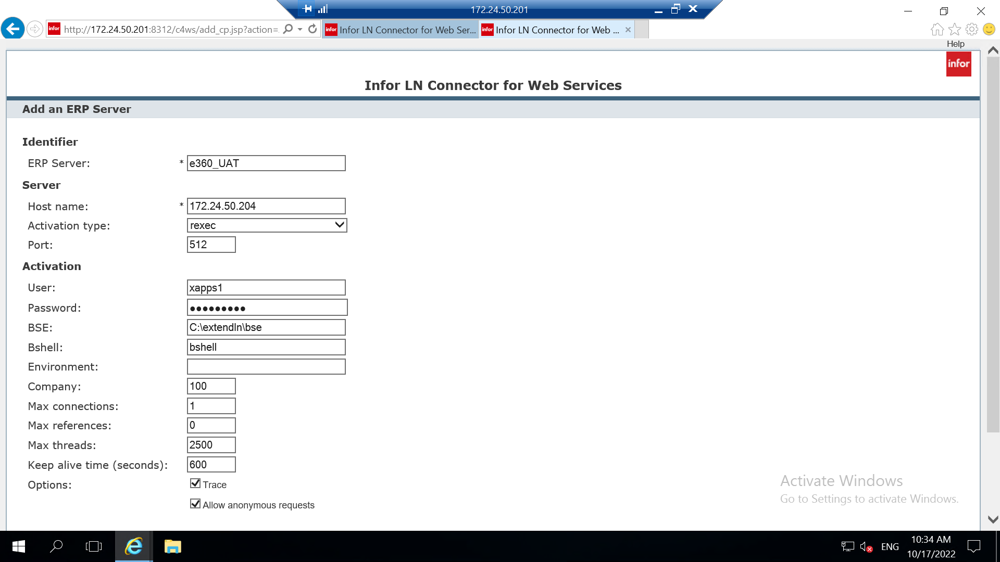 172.24.50.201
http://172.24.50.201:8312/c4ws/add_cp.jsp?action=
infor Infor LN Connector for Web Ser...
infor Infor LN Connector for Web ...
Help
infor
Infor LN Connector for Web Services
Add an ERP Server
Identifier
ERP Server: * e360_UAT
Server
Host name: * 172.24.50.204
Activation type: rexec
Port: 512
Activation
User: xapps1
Password: ●●●●●●●●●
BSE: C:\extendln\bse
Bshell: bshell
Environment:
Company: 100
Max connections: 1
Max references: 0
Max threads: 2500
Keep alive time (seconds): 600
Options: Trace
Allow anonymous requests
Activate Windows
Go to Settings to activate Windows.
ENG
10:34 AM
10/17/2022